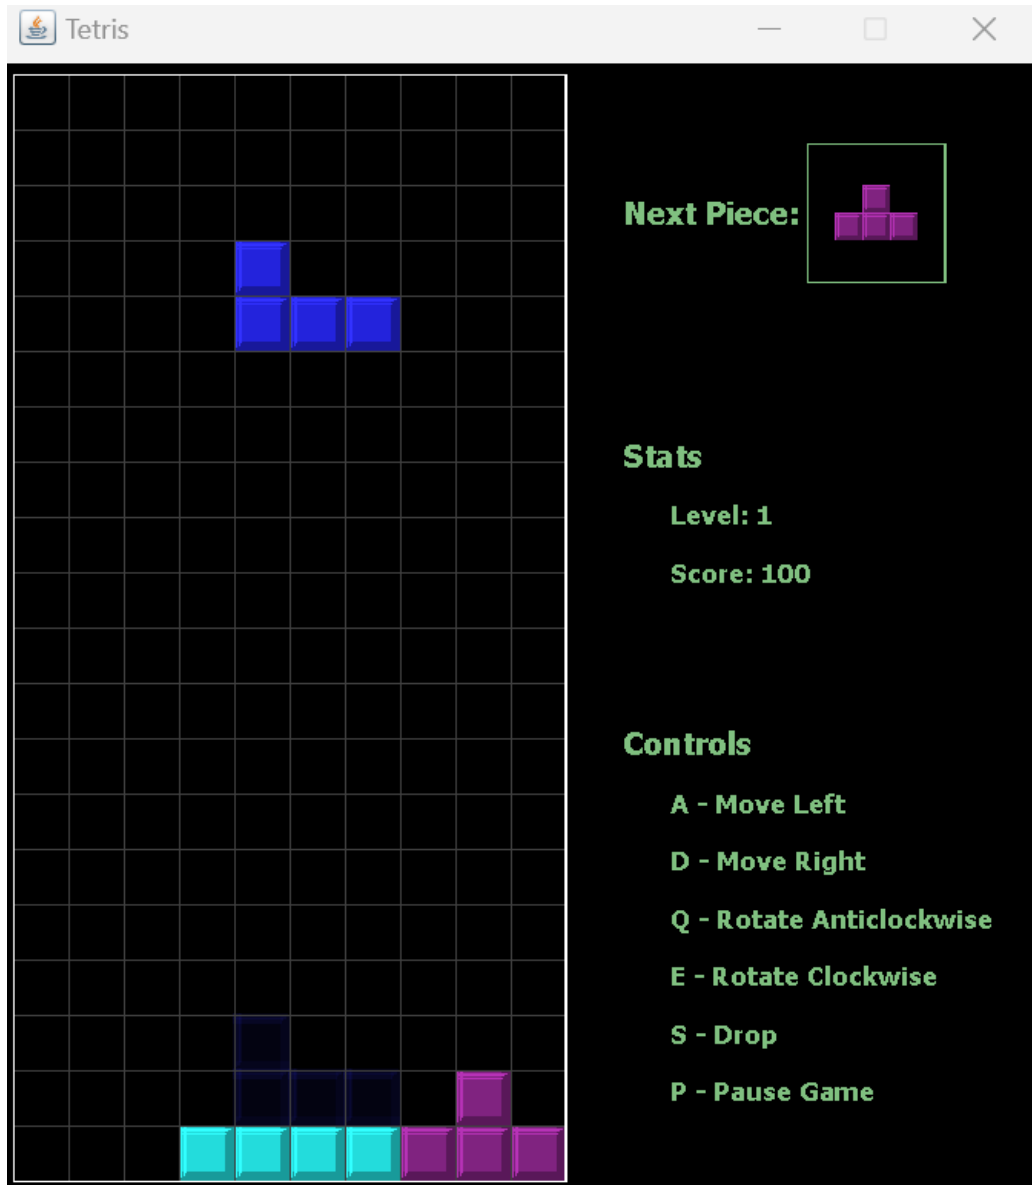 Tetris
Next Piece:
Stats
Level: 1
Score: 100
Controls
A - Move Left
D - Move Right
Q - Rotate Anticlockwise
E - Rotate Clockwise
S - Drop
P - Pause Game